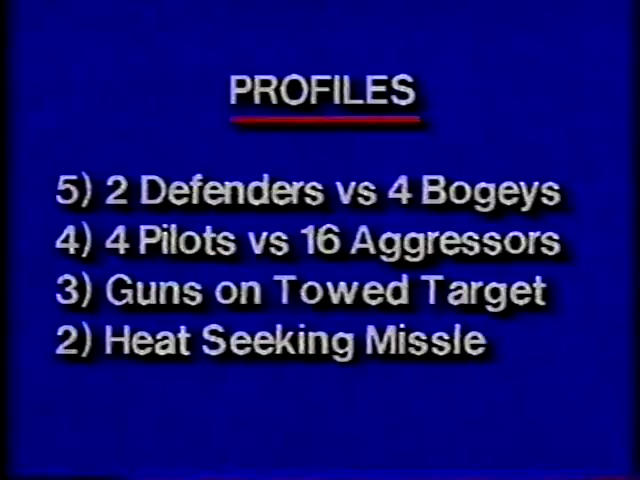 PROFILES
5) 2 Defenders vs 4 Bogeys
4) 4 Pilots vs 16 Aggressors
3) Guns on Towed Target
2) Heat Seeking Missle